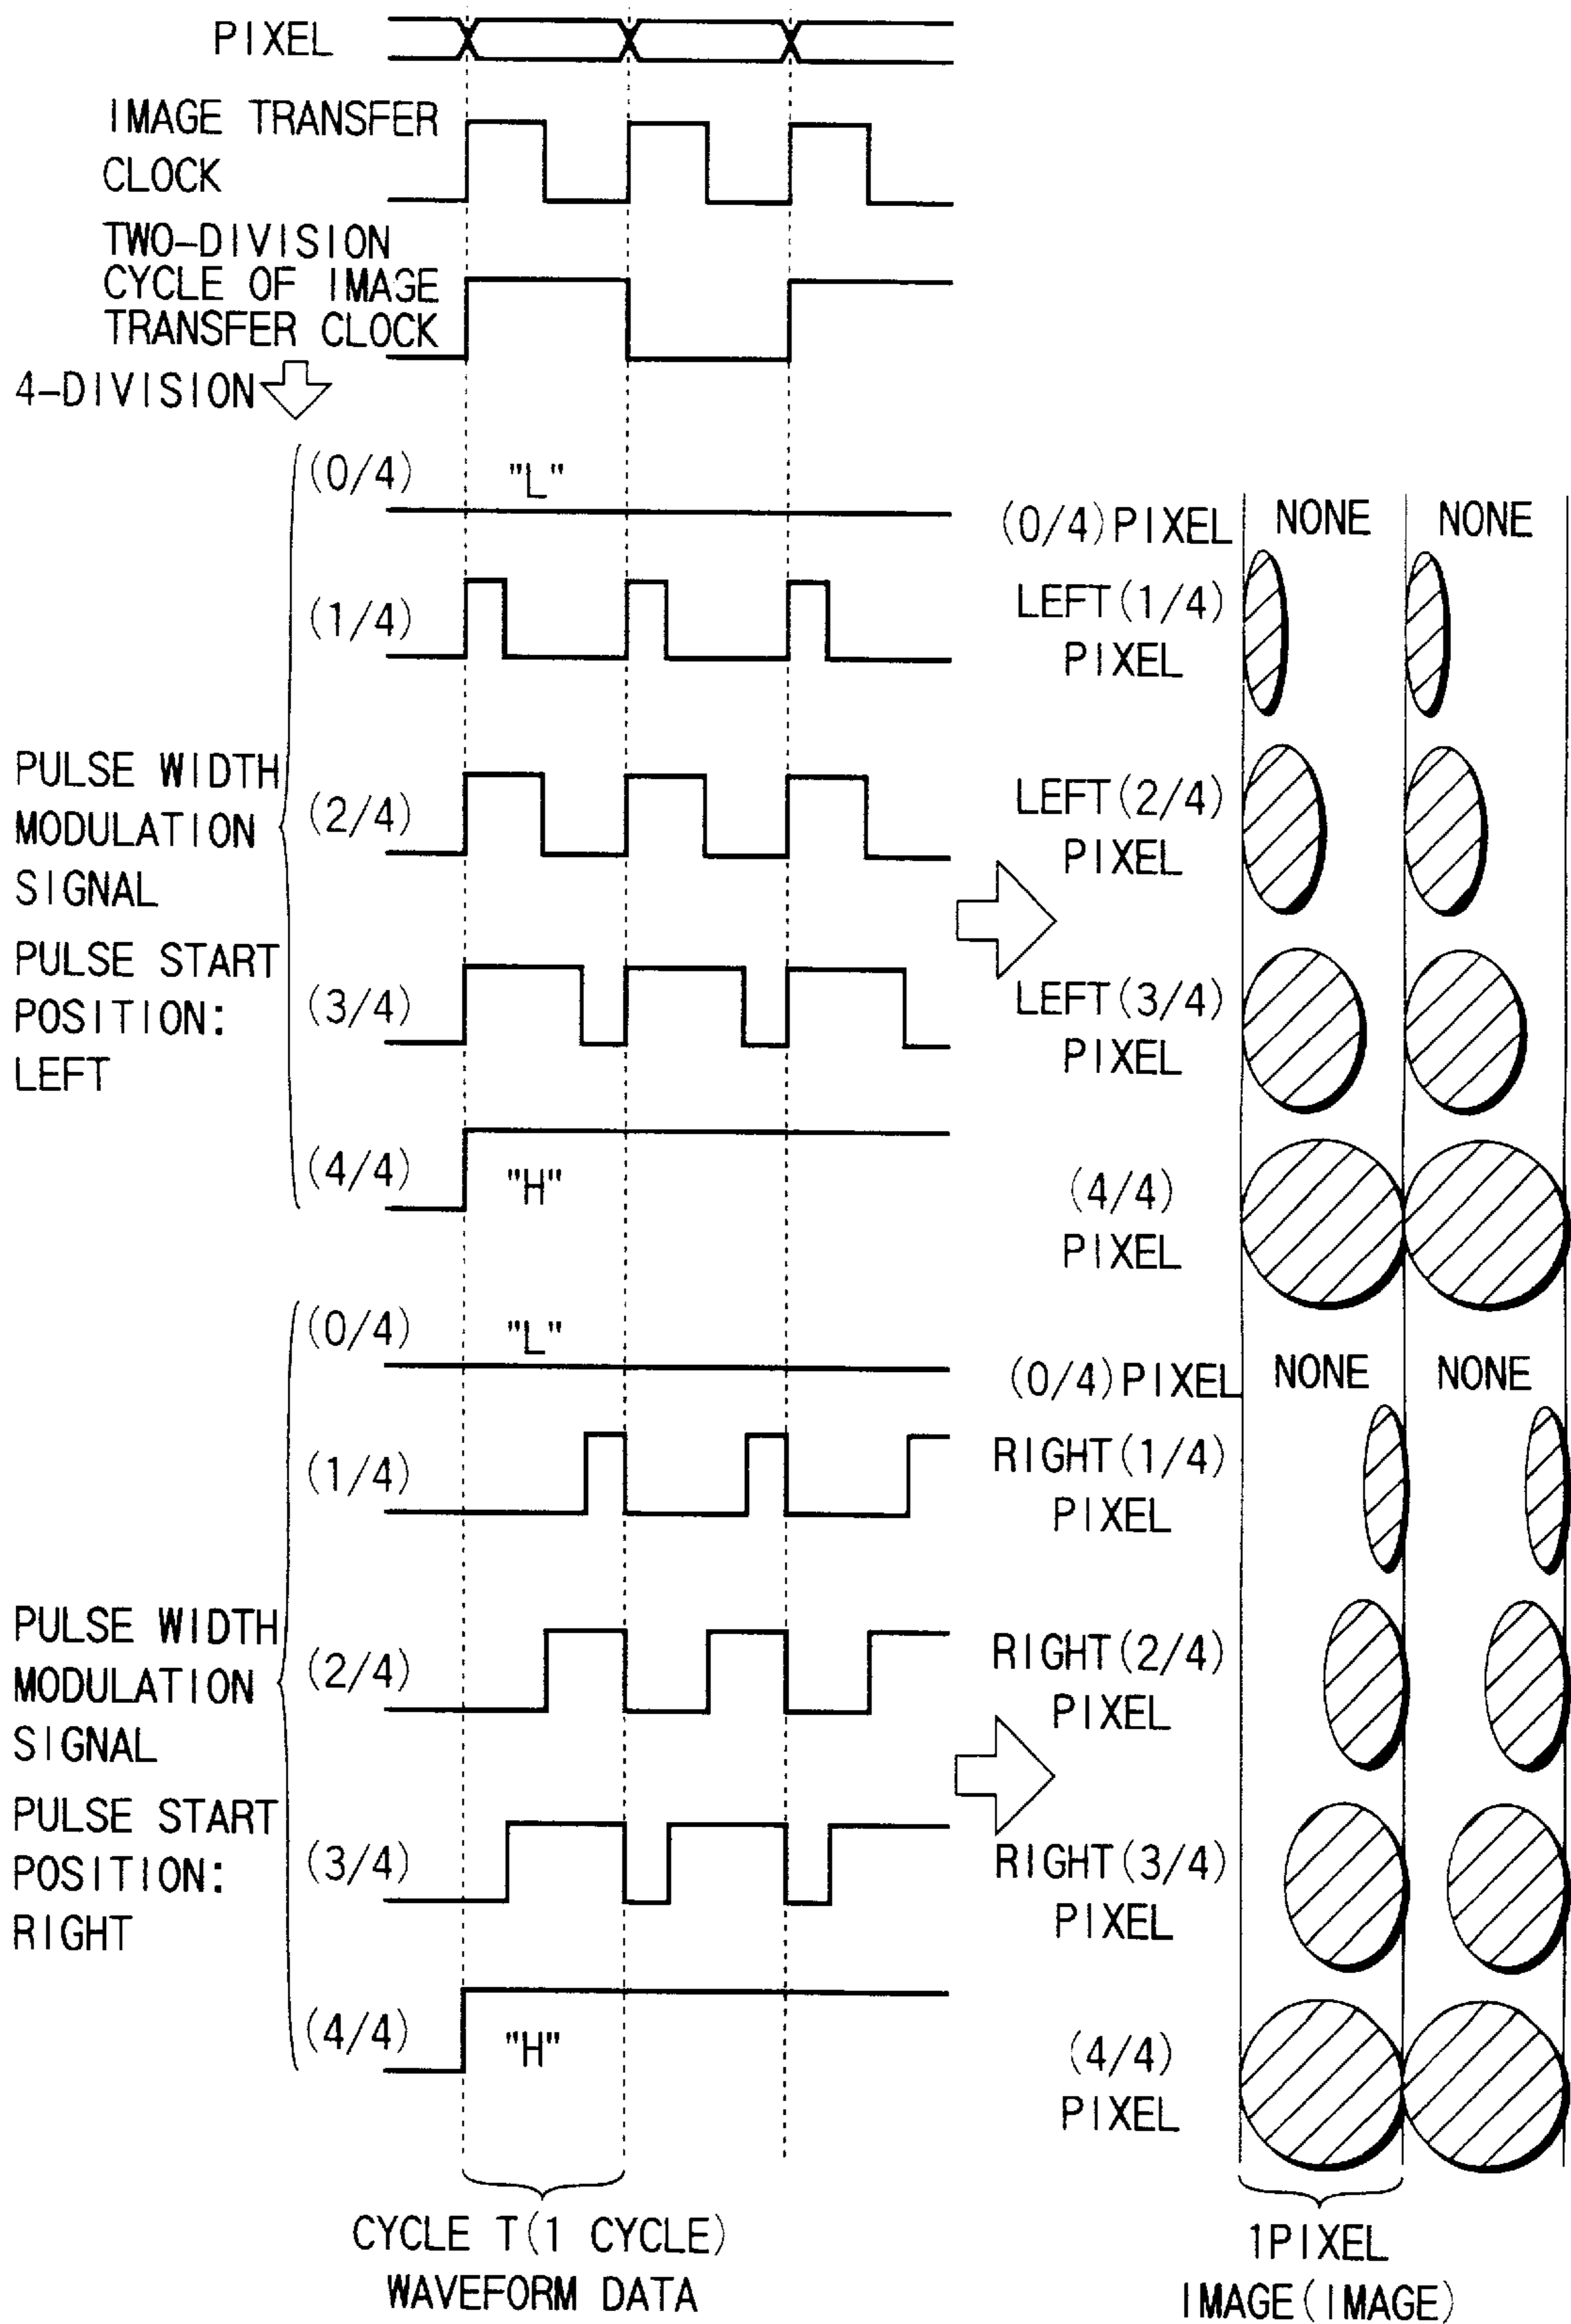 PIXEL
IMAGE TRANSFER
CLOCK
TWO-DIVISION
CYCLE OF IMAGE
TRANSFER CLOCK
4-DIVISION
(0/4)
"L"
(1/4)
(2/4)
(3/4)
(4/4)
"H"
PULSE WIDTH
MODULATION
SIGNAL
PULSE START
POSITION:
LEFT
(0/4)PIXEL
NONE
NONE
LEFT(1/4)
PIXEL
LEFT(2/4)
PIXEL
LEFT(3/4)
PIXEL
(4/4)
PIXEL
(0/4)
"L"
(1/4)
(2/4)
(3/4)
(4/4)
"H"
PULSE WIDTH
MODULATION
SIGNAL
PULSE START
POSITION:
RIGHT
(0/4)PIXEL
NONE
NONE
RIGHT(1/4)
PIXEL
RIGHT(2/4)
PIXEL
RIGHT(3/4)
PIXEL
(4/4)
PIXEL
CYCLE T(1 CYCLE)
WAVEFORM DATA
1PIXEL
IMAGE(IMAGE)